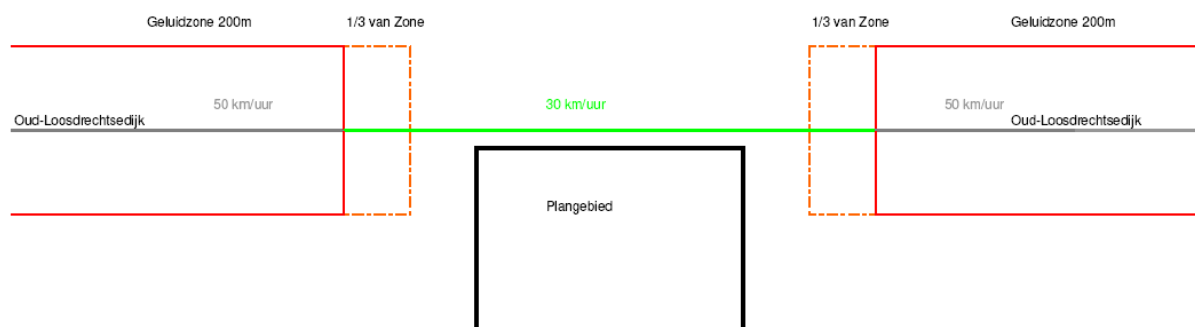 Geluidzone 200m
1/3 van Zone
1/3 van Zone
Geluidzone 200m
50 km/uur
30 km/uur
50 km/uur
Oud-Loosdrechtsedijk
Oud-Loosdrechtsedijk
Plangebied